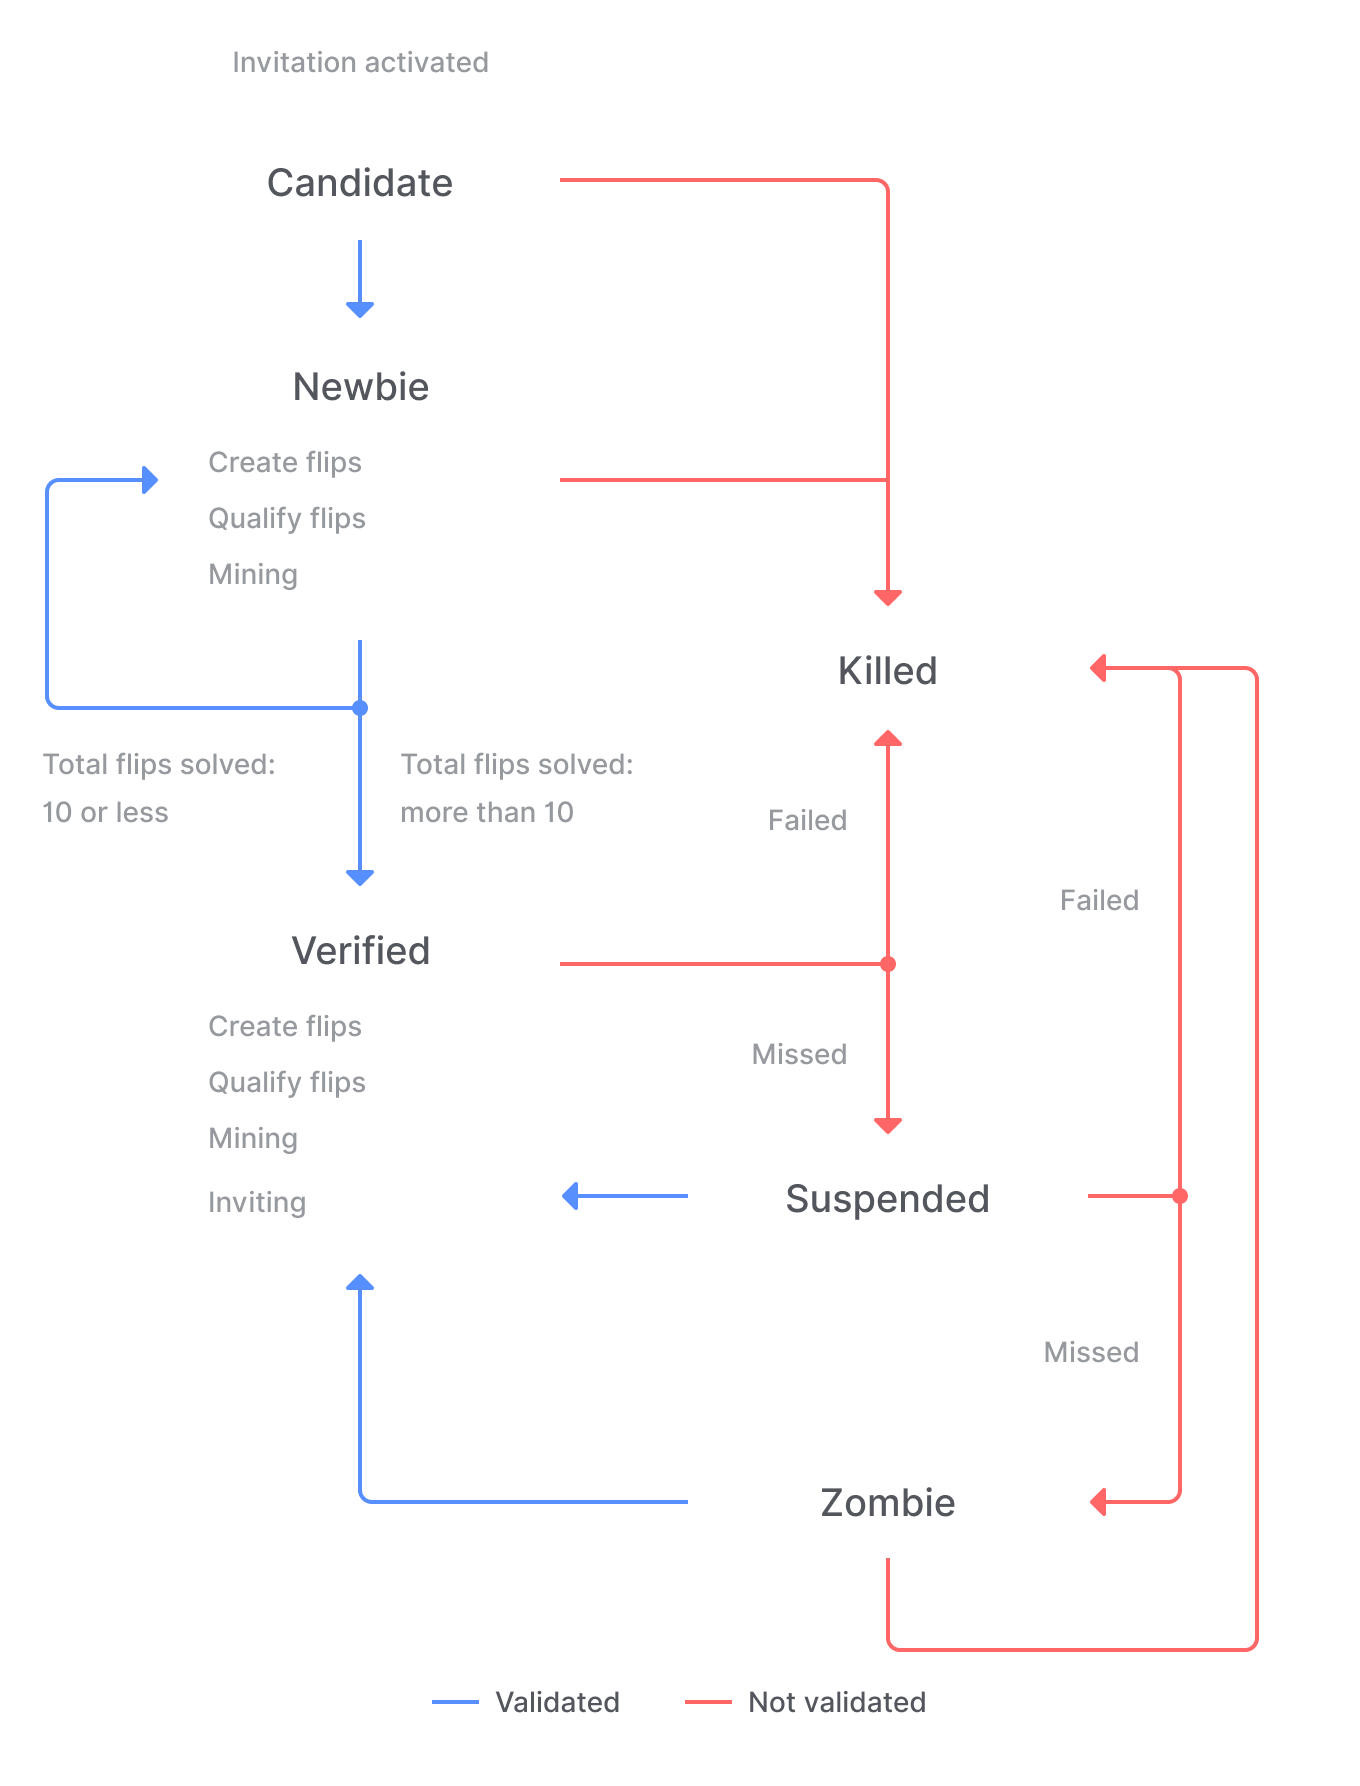 Invitation activated
Candidate
Newbie
Create flips
Qualify flips
Mining
Killed
Total flips solved:
10 or less
Total flips solved:
more than 10
Failed
Failed
Verified
Create flips
Missed
Qualify flips
Mining
Inviting
Suspended
Missed
Zombie
Validated
Not validated